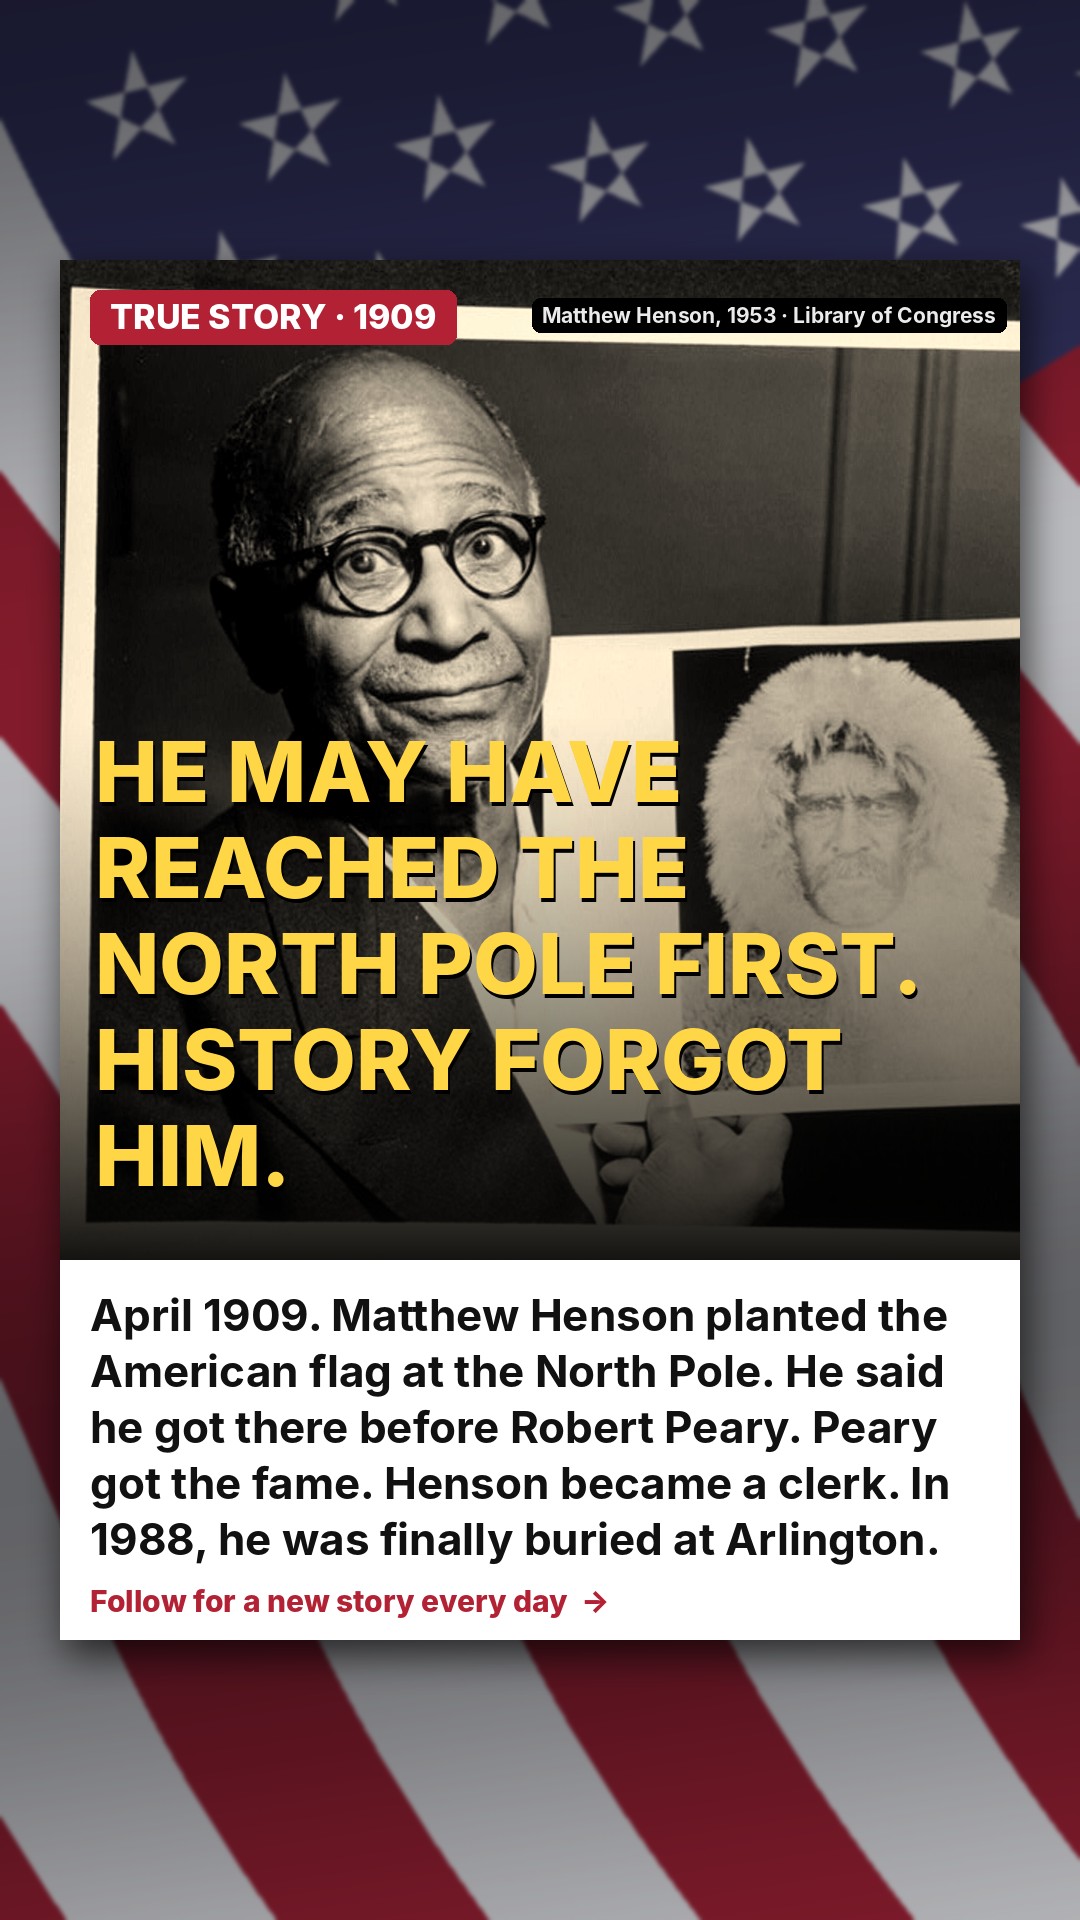 TRUE STORY · 1909
Matthew Henson, 1953 · Library of Congress
HE MAY HAVE
REACHED THE
NORTH POLE FIRST.
HISTORY FORGOT
HIM.
April 1909. Matthew Henson planted the
American flag at the North Pole. He said
he got there before Robert Peary. Peary
got the fame. Henson became a clerk. In
1988, he was finally buried at Arlington.
Follow for a new story every day →